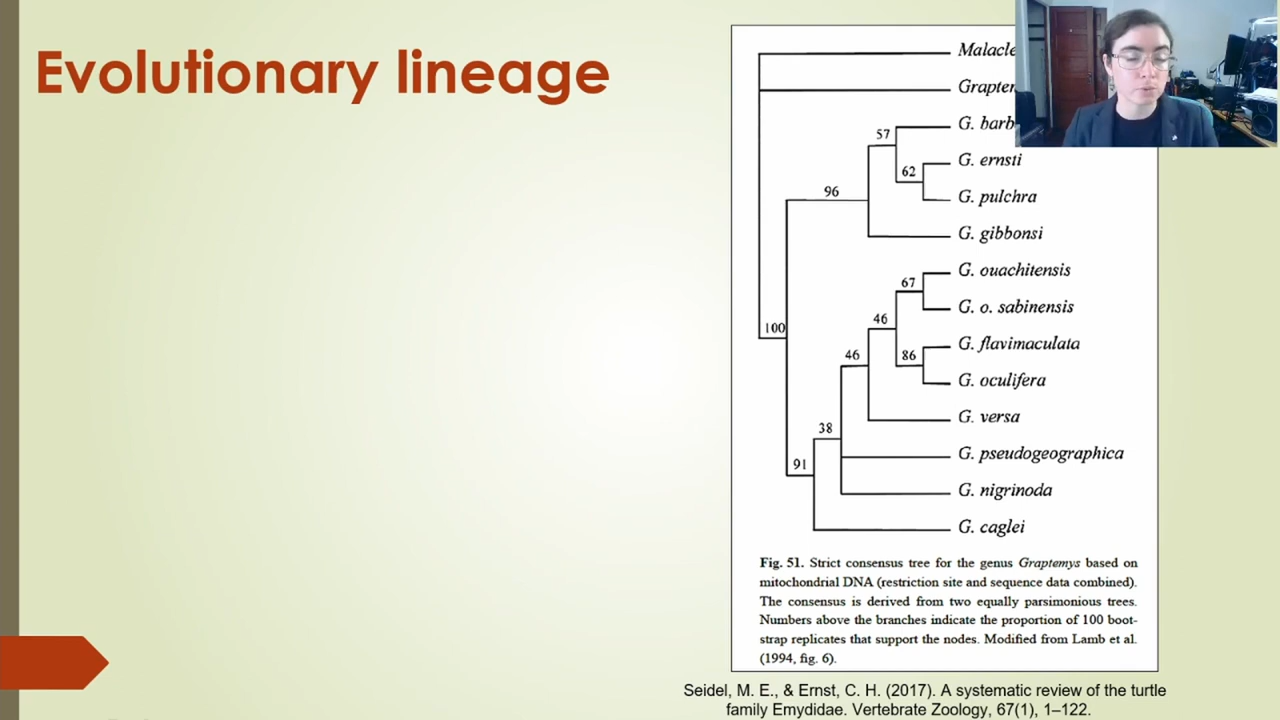 Evolutionary lineage
G. ernsti
57
62
G. pulchra
96
G. gibbonsi
G. ouachitensis
67
G. o. sabinensis
46
100
G. flavimaculata
46
86
G. oculifera
G. versa
38
G. pseudogeographica
91
G. nigrinoda
G. caglei
Fig. 51. Strict consensus tree for the genus Graptemys based on
mitochondrial DNA (restriction site and sequence data combined).
The consensus is derived from two equally parsimonious trees.
Numbers above the branches indicate the proportion of 100 boot-
strap replicates that support the nodes. Modified from Lamb et al.
(1994, fig. 6).
Seidel, M. E., & Ernst, C. H. (2017). A systematic review of the turtle
family Emydidae. Vertebrate Zoology, 67(1), 1–122.